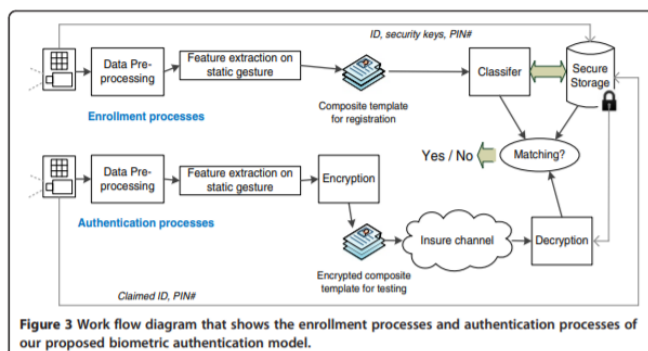 ID, security keys, PIN#
Data Pre-
processing
Feature extraction on
static gesture
Classifer
Secure
Storage
Composite template
for registration
Enrollment processes
Yes / No
Matching?
Data Pre-
processing
Feature extraction on
static gesture
Encryption
Authentication processes
Insure channel
Decryption
Encrypted composite
template for testing
Claimed ID, PIN#
Figure 3 Work flow diagram that shows the enrollment processes and authentication processes of
our proposed biometric authentication model.